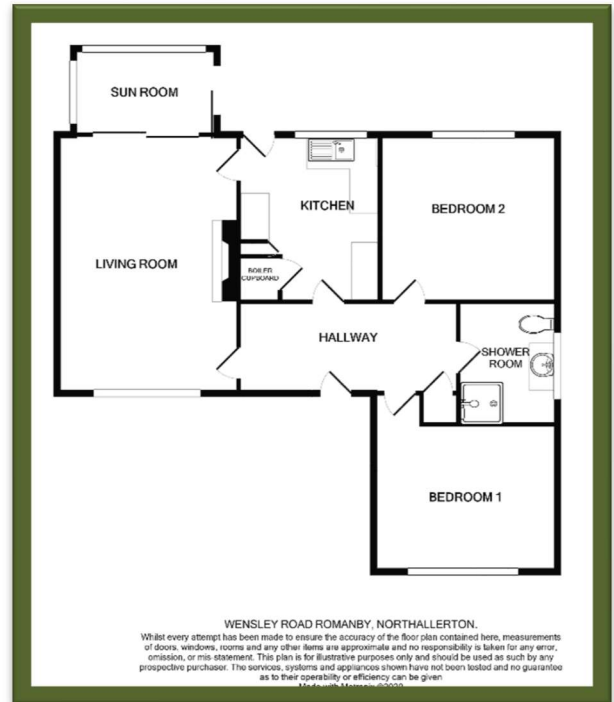 SUN ROOM
KITCHEN
BEDROOM 2
LIVING ROOM
BOILER
CUPBOARD
HALLWAY
SHOWER
ROOM
BEDROOM 1
WENSLEY ROAD ROMANBY, NORTHALLERTON.
Whilst every attempt has been made to ensure the accuracy of the floor plan contained here, measurements
of doors, windows, rooms and any other items are approximate and no responsibility is taken for any error,
omission, or mis-statement. This plan is for illustrative purposes only and should be used as such by any
prospective purchaser. The services, systems and appliances shown have not been tested and no guarantee
as to their operability or efficiency can be given
Made with Metropix ©2020